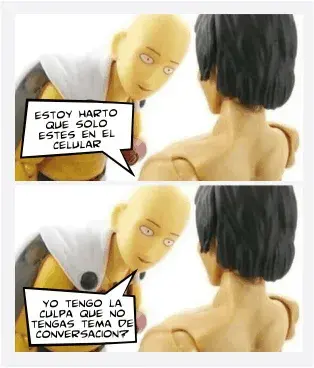 ESTOY HARTO
QUE SOLO
ESTES EN EL
CELULAR
YO TENGO LA
CULPA QUE NO
TENGAS TEMA DE
CONVERSACION?